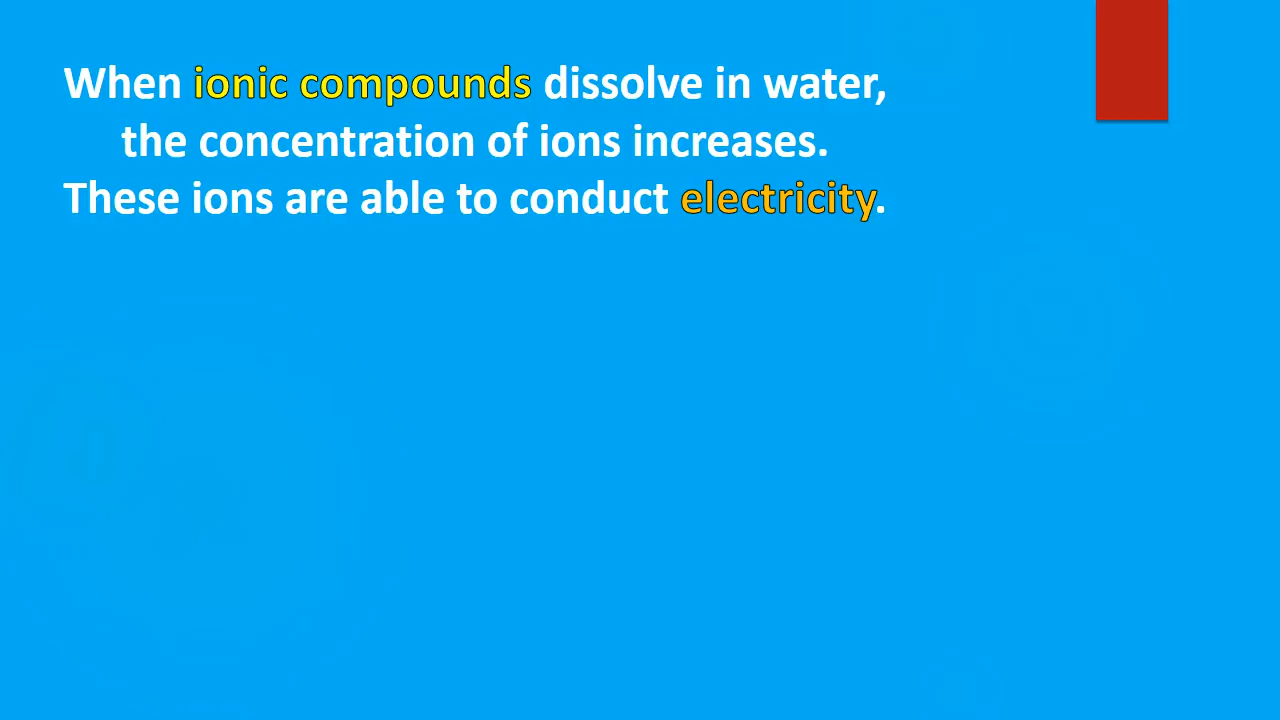 When ionic compounds dissolve in water,
the concentration of ions increases.
These ions are able to conduct electricity.